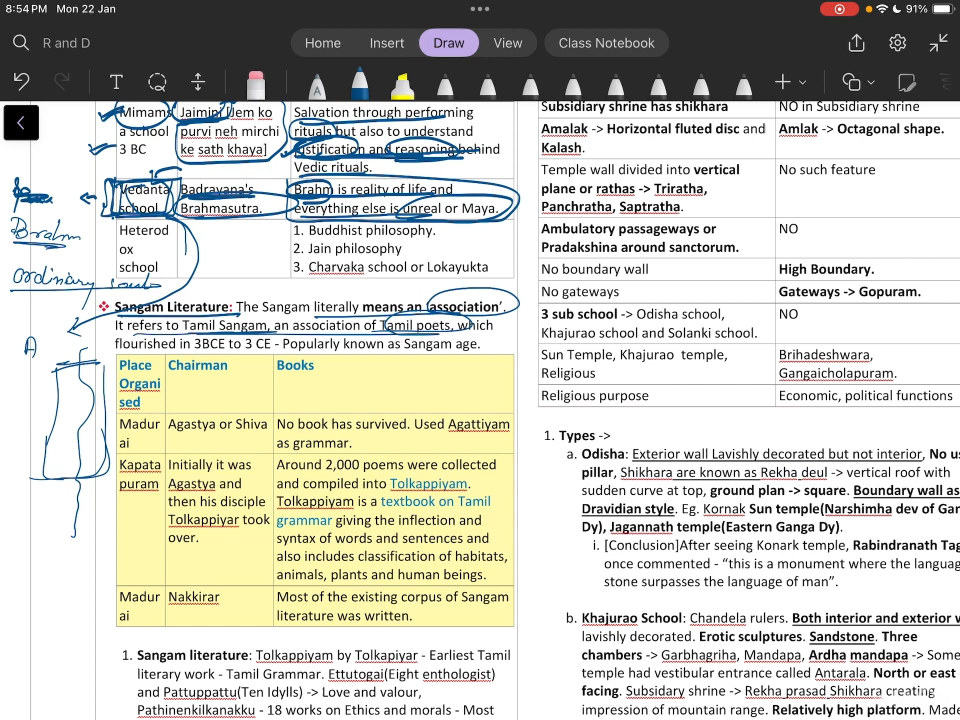 8:54 PM Mon 22 Jan
91%
R and D
Home Insert Draw View Class Notebook
T
A
Mimams
a school
3 BC
Jaimini [Jem ko
purvi neh mirchi
ke sath khaya]
Salvation through performing
rituals but also to understand
justification and reasoning behind
Vedic rituals.
Vedanta
school
Badrayana's
Brahmasutra.
Brahm is reality of life and
everything else is unreal or Maya.
Heterod
ox
school
1. Buddhist philosophy.
2. Jain philosophy
3. Charvaka school or Lokayukta
Brahm
ordinary
A
❖ Sangam Literature: The Sangam literally means an 'association'.
It refers to Tamil Sangam, an association of Tamil poets, which
flourished in 3BCE to 3 CE - Popularly known as Sangam age.
Place
Organi
sed
Chairman
Books
Madur
ai
Agastya or Shiva
No book has survived. Used Agattiyam
as grammar.
Kapata
puram
Initially it was
Agastya and
then his disciple
Tolkappiyar took
over.
Around 2,000 poems were collected
and compiled into Tolkappiyam.
Tolkappiyam is a textbook on Tamil
grammar giving the inflection and
syntax of words and sentences and
also includes classification of habitats,
animals, plants and human beings.
Madur
ai
Nakkirar
Most of the existing corpus of Sangam
literature was written.
1. Sangam literature: Tolkappiyam by Tolkapiyar - Earliest Tamil
literary work - Tamil Grammar. Ettutogai(Eight enthologist)
and Pattuppattu(Ten Idylls) -> Love and valour,
Pathinenkilkanakku - 18 works on Ethics and morals - Most
Subsidiary shrine has shikhara
NO in Subsidiary shrine
Amalak -> Horizontal fluted disc and
Kalash.
Amlak -> Octagonal shape.
Temple wall divided into vertical
plane or rathas -> Triratha,
Panchratha, Saptratha.
No such feature
Ambulatory passageways or
Pradakshina around sanctorum.
NO
No boundary wall
High Boundary.
No gateways
Gateways -> Gopuram.
3 sub school -> Odisha school,
Khajurao school and Solanki school.
NO
Sun Temple, Khajurao temple,
Religious
Brihadeshwara,
Gangaicholapuram.
Religious purpose
Economic, political functions
1. Types ->
a. Odisha: Exterior wall Lavishly decorated but not interior, No us
pillar, Shikhara are known as Rekha deul -> vertical roof with
sudden curve at top, ground plan -> square. Boundary wall as
Dravidian style. Eg. Kornak Sun temple(Narshimha dev of Gan
Dy), Jagannath temple(Eastern Ganga Dy).
i. [Conclusion]After seeing Konark temple, Rabindranath Tag
once commented - "this is a monument where the languag
stone surpasses the language of man".
b. Khajurao School: Chandela rulers. Both interior and exterior w
lavishly decorated. Erotic sculptures. Sandstone. Three
chambers -> Garbhagriha, Mandapa, Ardha mandapa -> Some
temple had vestibular entrance called Antarala. North or east
facing. Subsidary shrine -> Rekha prasad Shikhara creating
impression of mountain range. Relatively high platform. Made